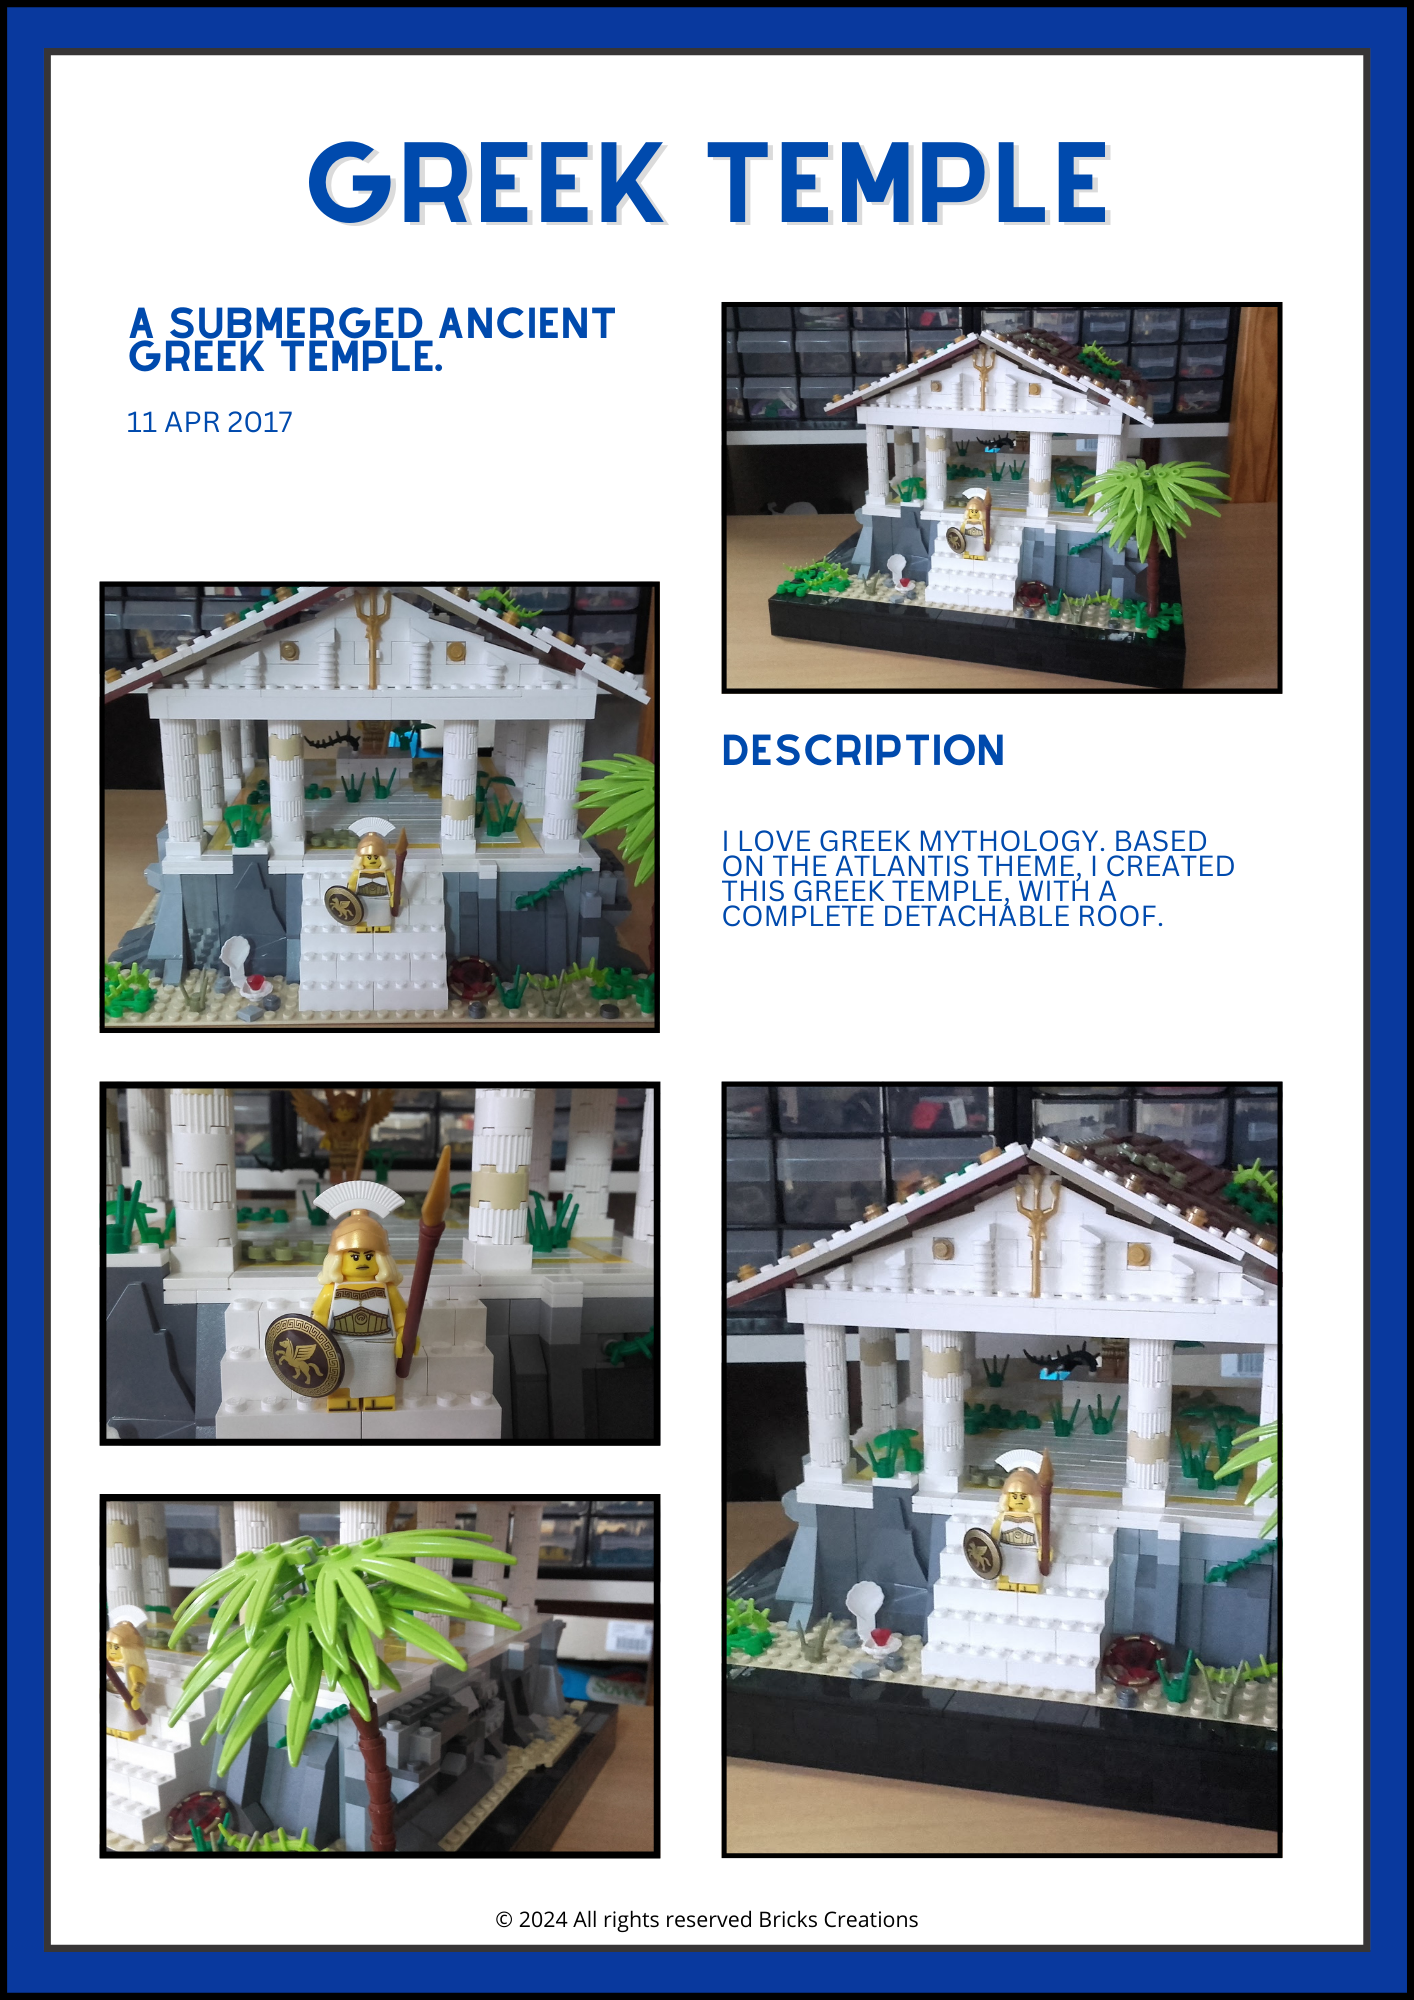 GREEK TEMPLE
A SUBMERGED ANCIENT
GREEK TEMPLE.
11 APR 2017
DESCRIPTION
I LOVE GREEK MYTHOLOGY. BASED
ON THE ATLANTIS THEME, I CREATED
THIS GREEK TEMPLE, WITH A
COMPLETE DETACHABLE ROOF.
© 2024 All rights reserved Bricks Creations